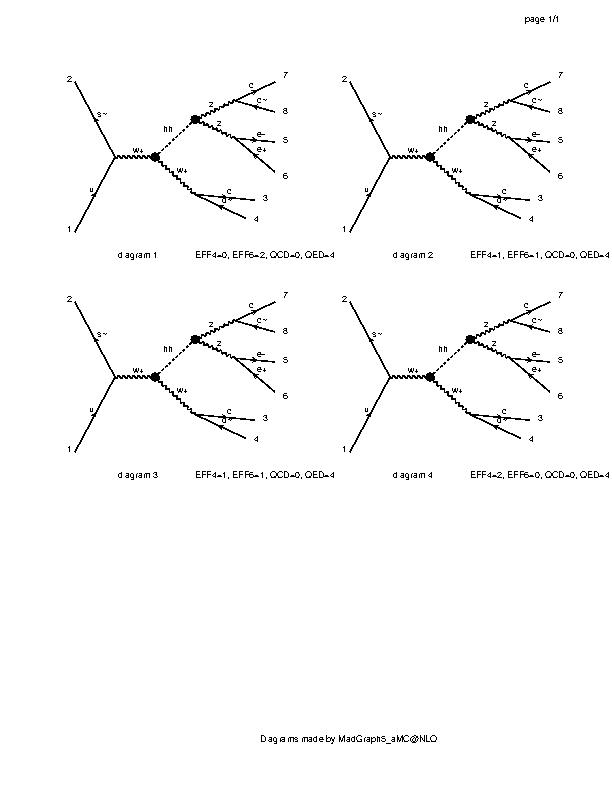 page 1/1
2
7
c
s~
z
c~
8
hh
z
e-
5
e+
w+
6
w+
u
c
3
d~
1
4
diagram 1 EFF4=0, EFF6=2, QCD=0, QED=4
2
7
c
s~
z
c~
8
hh
z
e-
5
e+
w+
6
w+
u
c
3
d~
1
4
diagram 2 EFF4=1, EFF6=1, QCD=0, QED=4
2
7
c
s~
z
c~
8
hh
z
e-
5
e+
w+
6
w+
u
c
3
d~
1
4
diagram 3 EFF4=1, EFF6=1, QCD=0, QED=4
2
7
c
s~
z
c~
8
hh
z
e-
5
e+
w+
6
w+
u
c
3
d~
1
4
diagram 4 EFF4=2, EFF6=0, QCD=0, QED=4
Diagrams made by MadGraph5_aMC@NLO